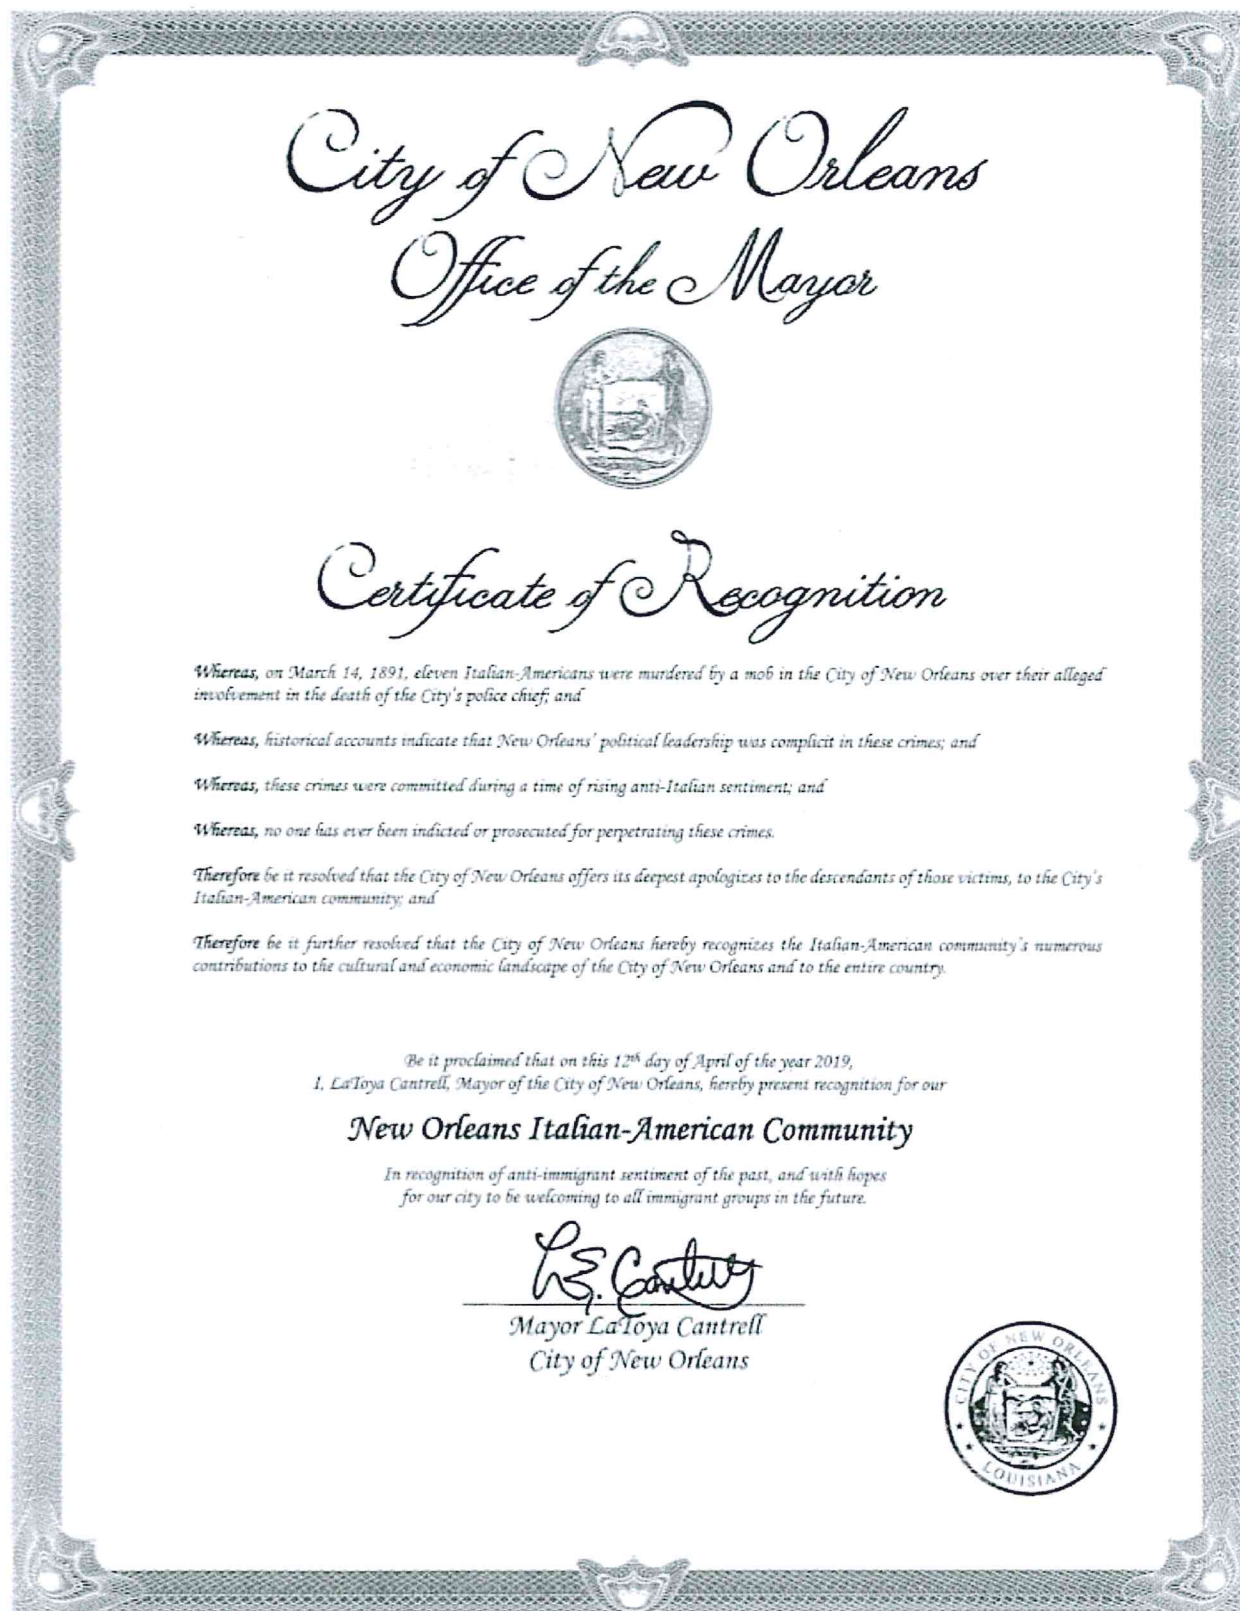 City of New Orleans
Office of the Mayor
Certificate of Recognition
Whereas, on March 14, 1891, eleven Italian-Americans were murdered by a mob in the City of New Orleans over their alleged
involvement in the death of the City's police chief; and
Whereas, historical accounts indicate that New Orleans' political leadership was complicit in these crimes; and
Whereas, these crimes were committed during a time of rising anti-Italian sentiment; and
Whereas, no one has ever been indicted or prosecuted for perpetrating these crimes.
Therefore be it resolved that the City of New Orleans offers its deepest apologizes to the descendants of those victims, to the City's
Italian-American community; and
Therefore be it further resolved that the City of New Orleans hereby recognizes the Italian-American community's numerous
contributions to the cultural and economic landscape of the City of New Orleans and to the entire country.
Be it proclaimed that on this 12th day of April of the year 2019,
I, LaToya Cantrell, Mayor of the City of New Orleans, hereby present recognition for our
New Orleans Italian-American Community
In recognition of anti-immigrant sentiment of the past, and with hopes
for our city to be welcoming to all immigrant groups in the future.
L.E. Cantrell
Mayor LaToya Cantrell
City of New Orleans
CITY OF NEW ORLEANS
LOUISIANA